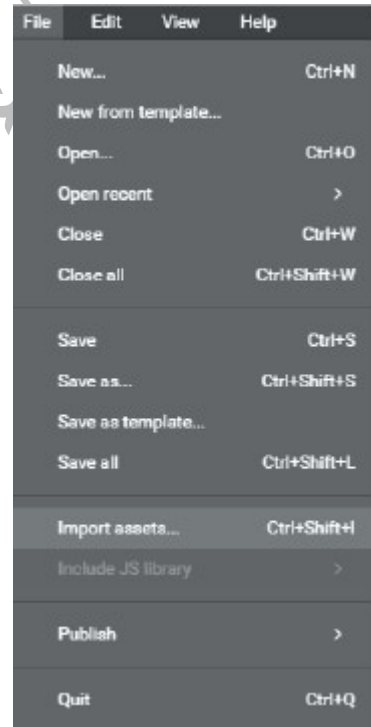 File Edit View Help
New... Ctrl+N
New from template...
Open... Ctrl+O
Open recent >
Close Ctrl+W
Close all Ctrl+Shift+W
Save Ctrl+S
Save as... Ctrl+Shift+S
Save as template...
Save all Ctrl+Shift+L
Import assets... Ctrl+Shift+I
Include JS library >
Publish >
Quit Ctrl+Q